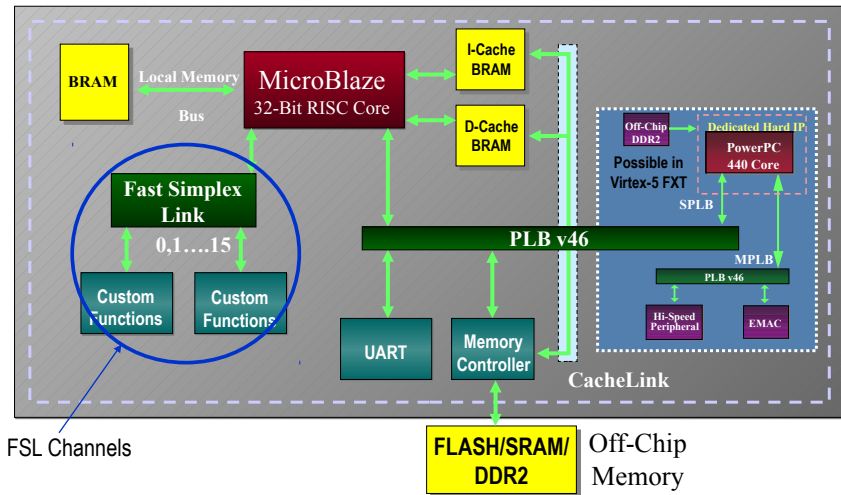 BRAM
Local Memory
Bus
MicroBlaze
32-Bit RISC Core
I-Cache
BRAM
D-Cache
BRAM
Off-Chip
DDR2
Dedicated Hard IP
PowerPC
440 Core
Possible in
Virtex-5 FXT
SPLB
Fast Simplex
Link
0,1….15
PLB v46
MPLB
PLB v46
Custom
Functions
Custom
Functions
Hi-Speed
Peripheral
EMAC
UART
Memory
Controller
CacheLink
FSL Channels
FLASH/SRAM/
DDR2
Off-Chip
Memory